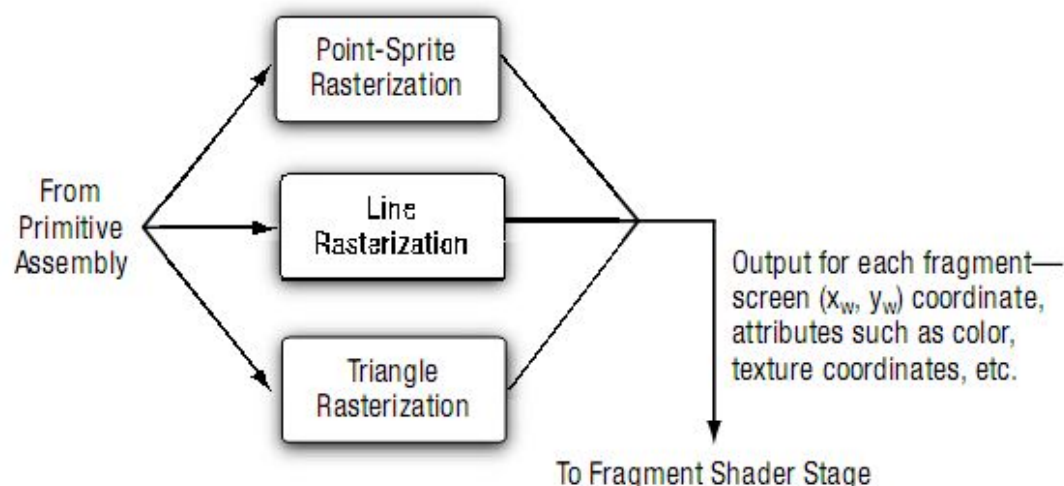 Point-Sprite
Rasterization
From
Primitive
Assembly
Line
Rasterization
Triangle
Rasterization
Output for each fragment—
screen (xw, yw) coordinate,
attributes such as color,
texture coordinates, etc.
To Fragment Shader Stage